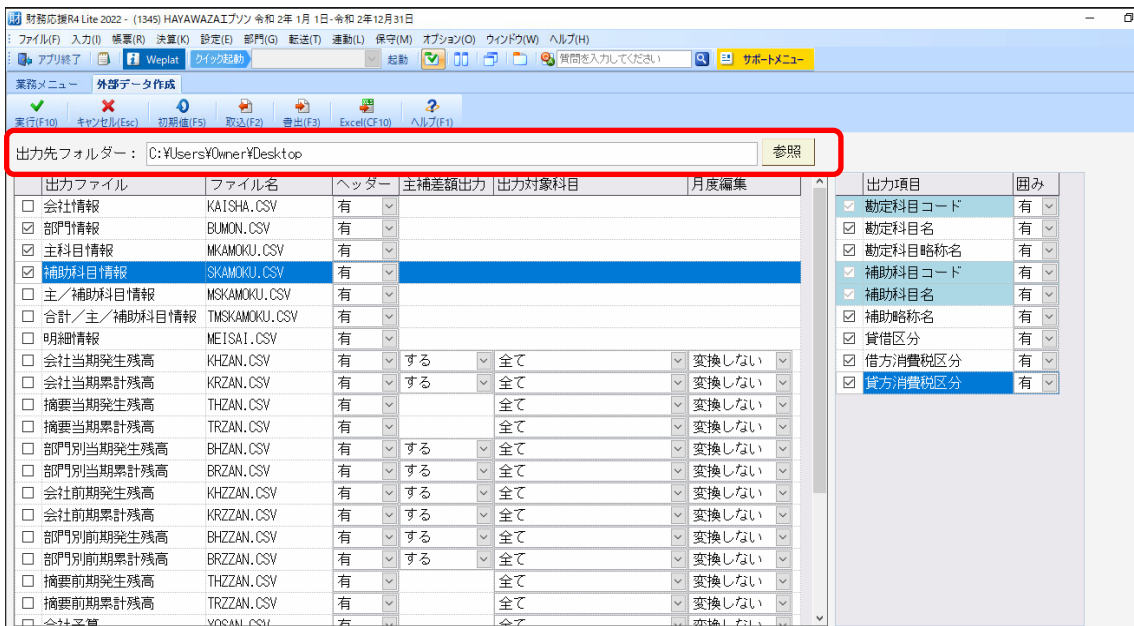 財務応援R4 Lite 2022 - (1345) HAYAWAZAエプソン 令和 2年 1月 1日-令和 2年12月31日
ファイル(F) 入力(I) 帳票(R) 決算(K) 設定(E) 部門(G) 転送(T) 連動(L) 保守(M) オプション(O) ウィンドウ(W) ヘルプ(H)
アプリ終了 Weplat クイック起動 起動 質問を入力してください サポートメニュー
業務メニュー 外部データ作成
実行(F10) キャンセル(Esc) 初期値(F5) 取込(F2) 書出(F3) Excel(CF10) ヘルプ(F1)
出力先フォルダー： C:¥Users¥Owner¥Desktop 参照
出力ファイル ファイル名 ヘッダー 主補差額出力 出力対象科目 月度編集 出力項目 囲み
会社情報 KAISHA.CSV 有 勘定科目コード 有
部門情報 BUMON.CSV 有 勘定科目名 有
主科目情報 MKAMOKU.CSV 有 勘定科目略称名 有
補助科目情報 SKAMOKU.CSV 有 補助科目コード 有
主／補助科目情報 MSKAMOKU.CSV 有 補助科目名 有
合計／主／補助科目情報 TMSKAMOKU.CSV 有 補助略称名 有
明細情報 MEISAI.CSV 有 貸借区分 有
会社当期発生残高 KHZAN.CSV 有 する 全て 変換しない 借方消費税区分 有
会社当期累計残高 KRZAN.CSV 有 する 全て 変換しない 貸方消費税区分 有
摘要当期発生残高 THZAN.CSV 有 全て 変換しない
摘要当期累計残高 TRZAN.CSV 有 全て 変換しない
部門別当期発生残高 BHZAN.CSV 有 する 全て 変換しない
部門別当期累計残高 BRZAN.CSV 有 する 全て 変換しない
会社前期発生残高 KHZZAN.CSV 有 する 全て 変換しない
会社前期累計残高 KRZZAN.CSV 有 する 全て 変換しない
部門別前期発生残高 BHZZAN.CSV 有 する 全て 変換しない
部門別前期累計残高 BRZZAN.CSV 有 する 全て 変換しない
摘要前期発生残高 THZZAN.CSV 有 全て 変換しない
摘要前期累計残高 TRZZAN.CSV 有 全て 変換しない
会社予算 YOSAN.CSV 有 全て 変換しない